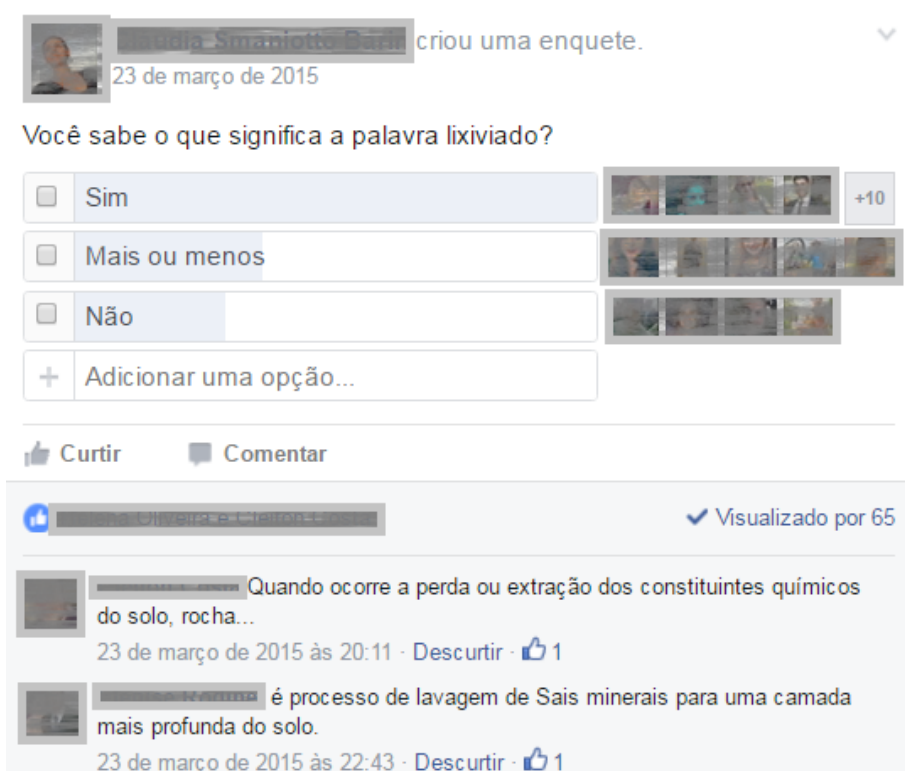 criou uma enquete.
23 de março de 2015
Você sabe o que significa a palavra lixiviado?
Sim +10
Mais ou menos
Não
+ Adicionar uma opção...
Curtir Comentar
Visualizado por 65
Quando ocorre a perda ou extração dos constituintes químicos
do solo, rocha...
23 de março de 2015 às 20:11 · Descurtir · 1
é processo de lavagem de Sais minerais para uma camada
mais profunda do solo.
23 de março de 2015 às 22:43 · Descurtir · 1